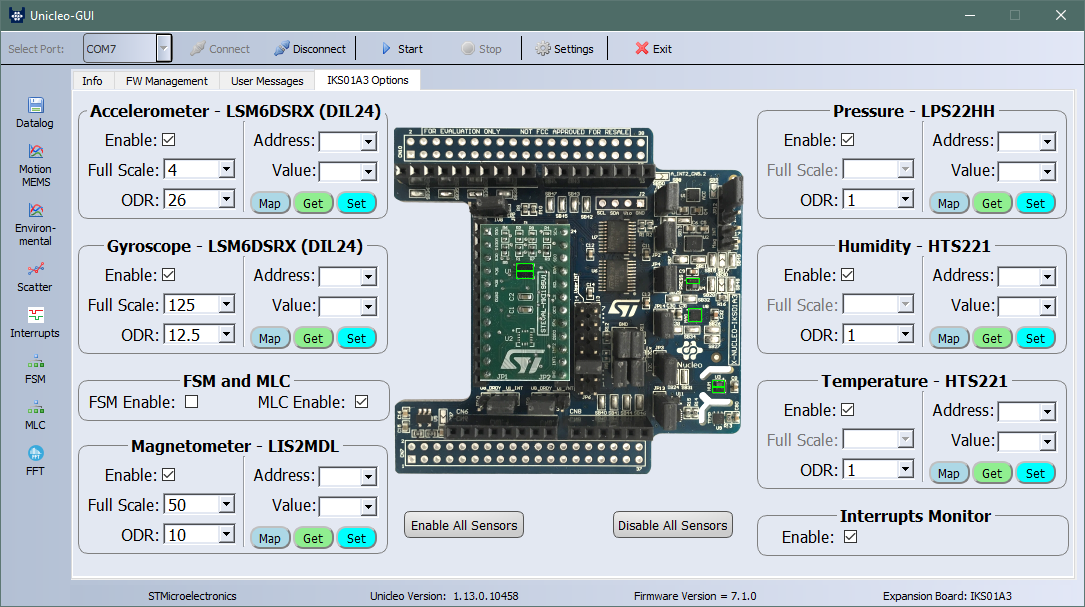 Unicleo-GUI
Select Port: COM7 Connect Disconnect Start Stop Settings Exit
Info FW Management User Messages IKS01A3 Options
Datalog
Motion
MEMS
Environ-
mental
Scatter
Interrupts
FSM
MLC
FFT
Accelerometer - LSM6DSRX (DIL24)
Enable: Address:
Full Scale: 4 Value:
ODR: 26 Map Get Set
Gyroscope - LSM6DSRX (DIL24)
Enable: Address:
Full Scale: 125 Value:
ODR: 12.5 Map Get Set
FSM and MLC
FSM Enable: MLC Enable:
Magnetometer - LIS2MDL
Enable: Address:
Full Scale: 50 Value:
ODR: 10 Map Get Set
FOR EVALUATION ONLY NOT FCC APPROVED FOR RESALE
X-NUCLEO-IKS01A3
Nucleo
CN6 CN8
JP1 JP2
Enable All Sensors Disable All Sensors
Pressure - LPS22HH
Enable: Address:
Full Scale: Value:
ODR: 1 Map Get Set
Humidity - HTS221
Enable: Address:
Full Scale: Value:
ODR: 1 Map Get Set
Temperature - HTS221
Enable: Address:
Full Scale: Value:
ODR: 1 Map Get Set
Interrupts Monitor
Enable:
STMicroelectronics Unicleo Version: 1.13.0.10458 Firmware Version = 7.1.0 Expansion Board: IKS01A3